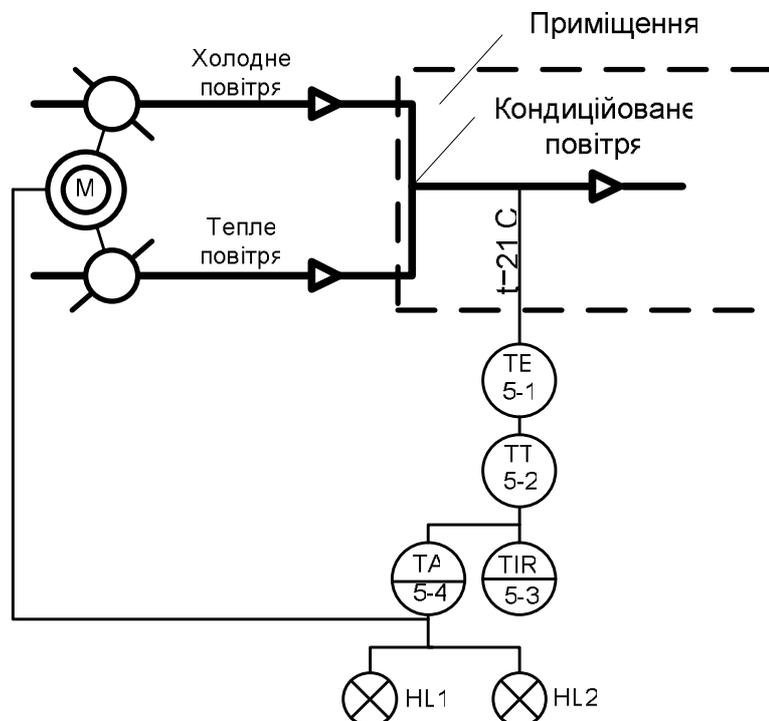 Приміщення
Холодне
повітря
Кондиційоване
повітря
М
Тепле
повітря
t=21 C
TE
5-1
TT
5-2
TA
5-4
TIR
5-3
HL1
HL2